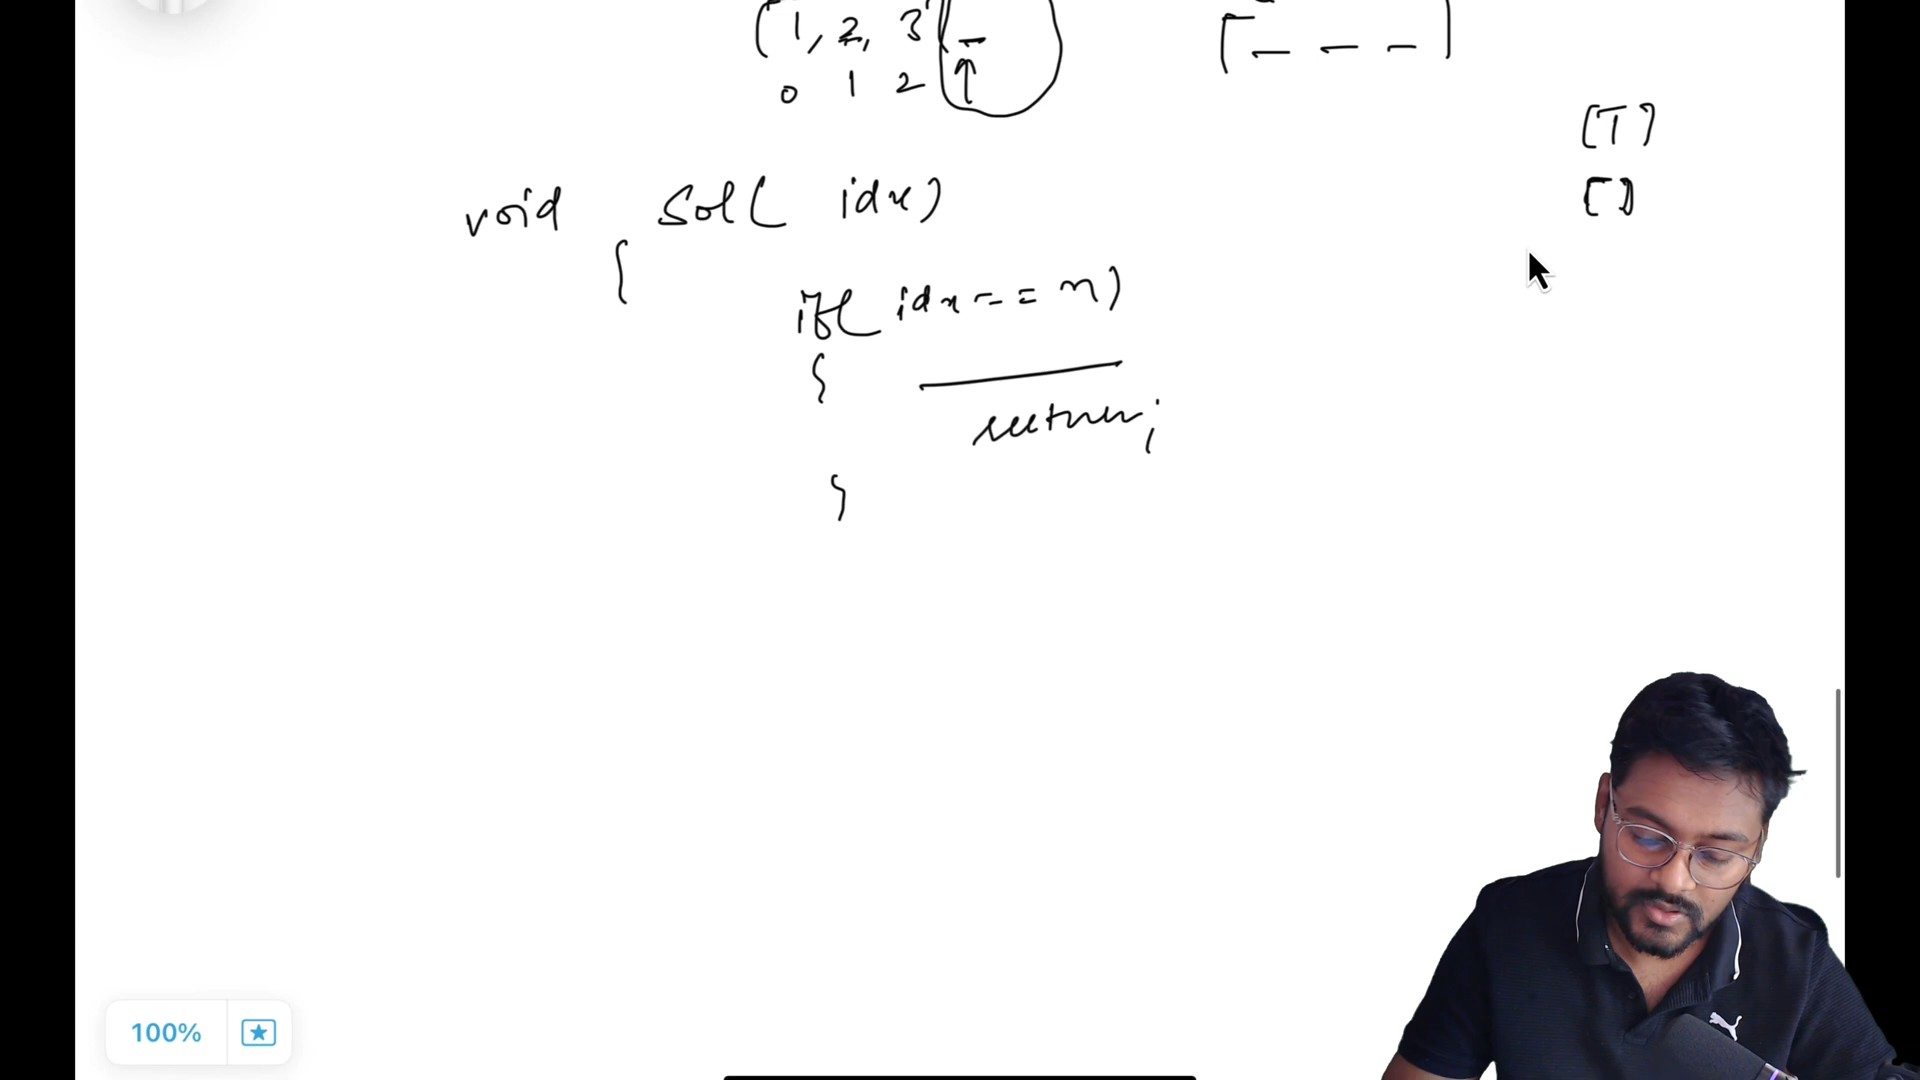 [1, 2, 3
0 1 2 ↑
[_ _ _]
[T]
[]
void sol( idx)
{
if( idx == n)
{
return;
}
100%